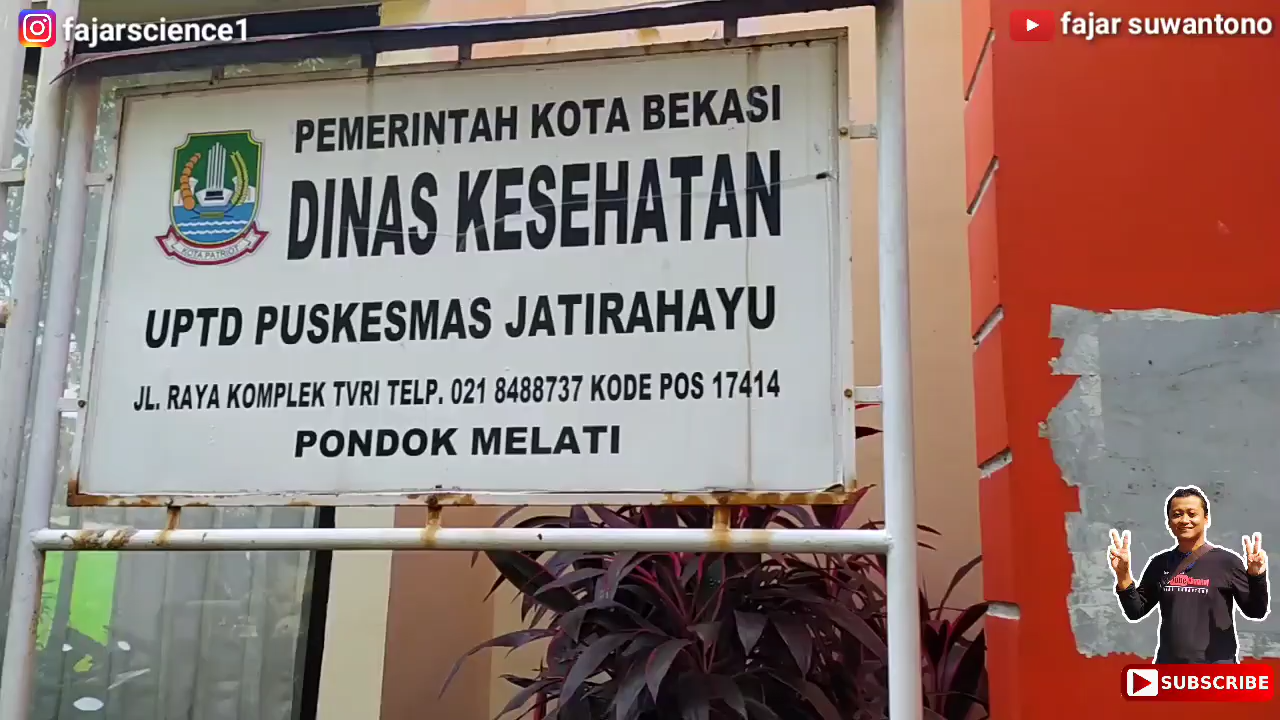 fajarscience1
fajar suwantono
PEMERINTAH KOTA BEKASI
DINAS KESEHATAN
KOTA PATRIOT
UPTD PUSKESMAS JATIRAHAYU
JL. RAYA KOMPLEK TVRI TELP. 021 8488737 KODE POS 17414
PONDOK MELATI
SUBSCRIBE